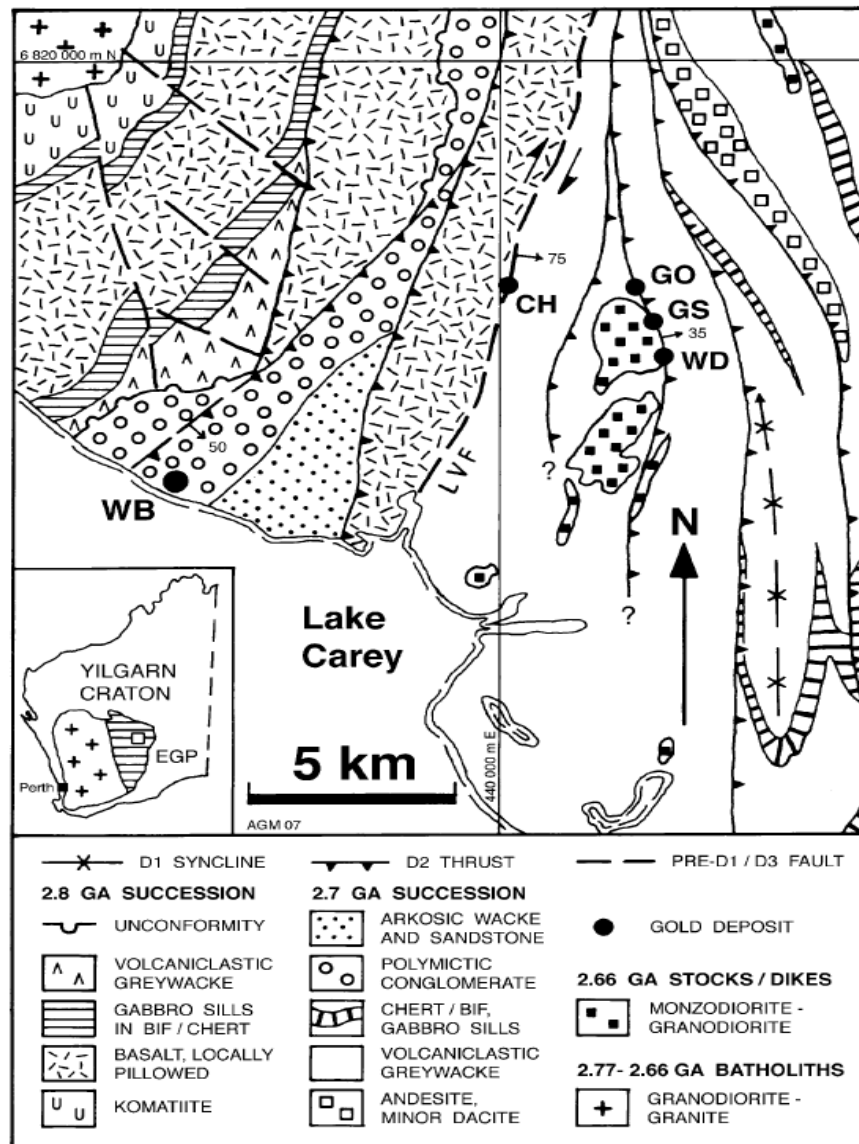 6 820 000 m N
75
CH
GO
GS
35
WD
50
WB
LVF
?
?
N
Lake
Carey
440 000 m E
5 km
YILGARN
CRATON
EGP
Perth
AGM 07
D1 SYNCLINE
D2 THRUST
PRE-D1 / D3 FAULT
2.8 GA SUCCESSION
2.7 GA SUCCESSION
UNCONFORMITY
ARKOSIC WACKE
AND SANDSTONE
GOLD DEPOSIT
VOLCANICLASTIC
GREYWACKE
POLYMICTIC
CONGLOMERATE
2.66 GA STOCKS / DIKES
GABBRO SILLS
IN BIF / CHERT
CHERT / BIF,
GABBRO SILLS
MONZODIORITE -
GRANODIORITE
BASALT, LOCALLY
PILLOWED
VOLCANICLASTIC
GREYWACKE
2.77- 2.66 GA BATHOLITHS
KOMATIITE
ANDESITE,
MINOR DACITE
GRANODIORITE -
GRANITE